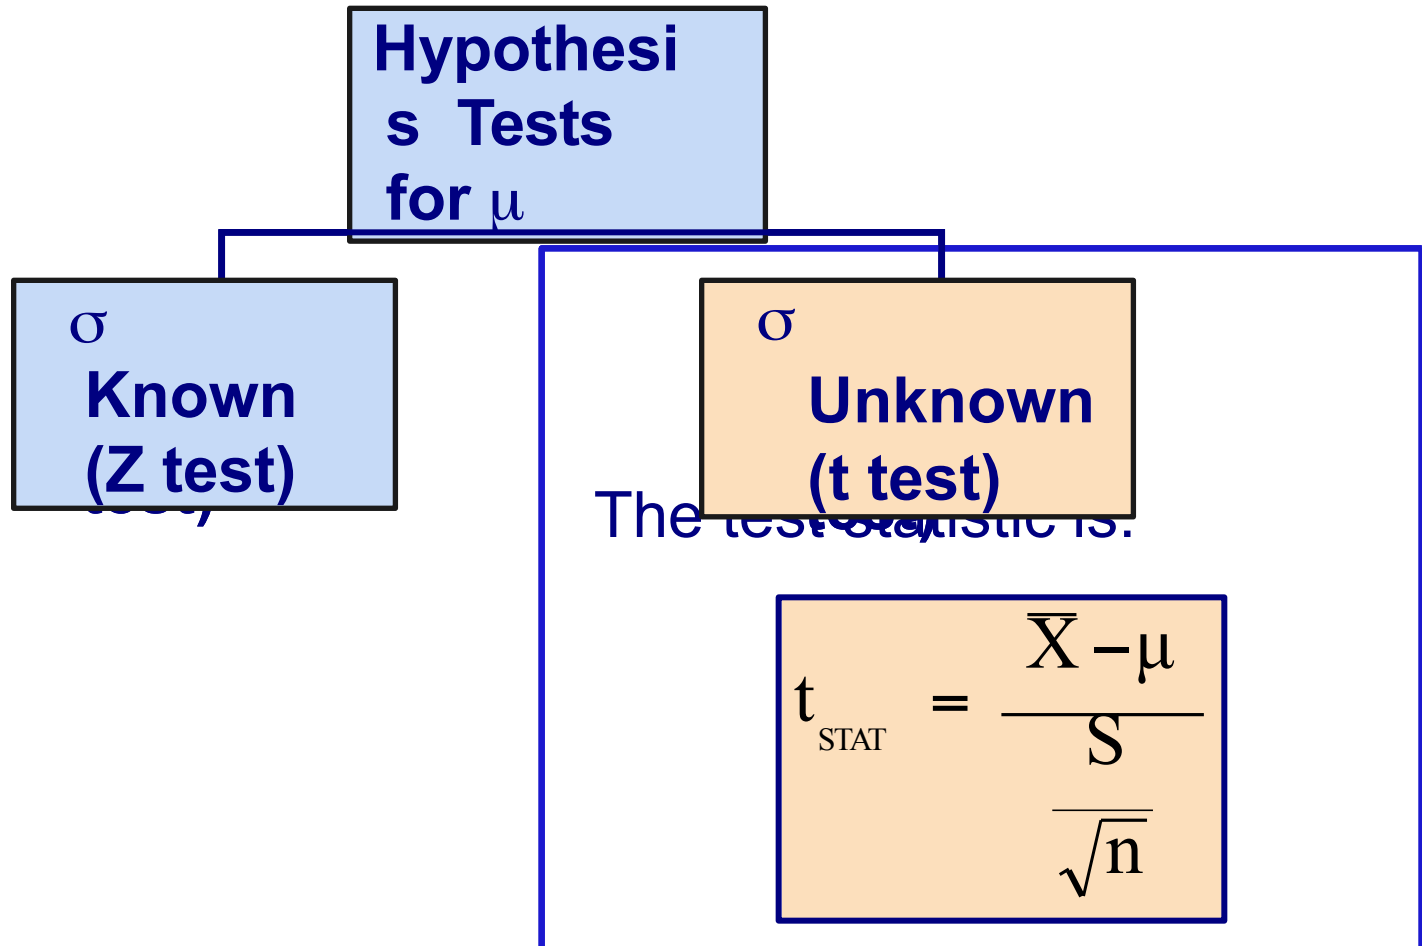 Hypothesi
s Tests
for μ
σ
Known
(Z test)
σ
Unknown
(t test)
The test statistic is:
t STAT = X̅ – μ
S
√n